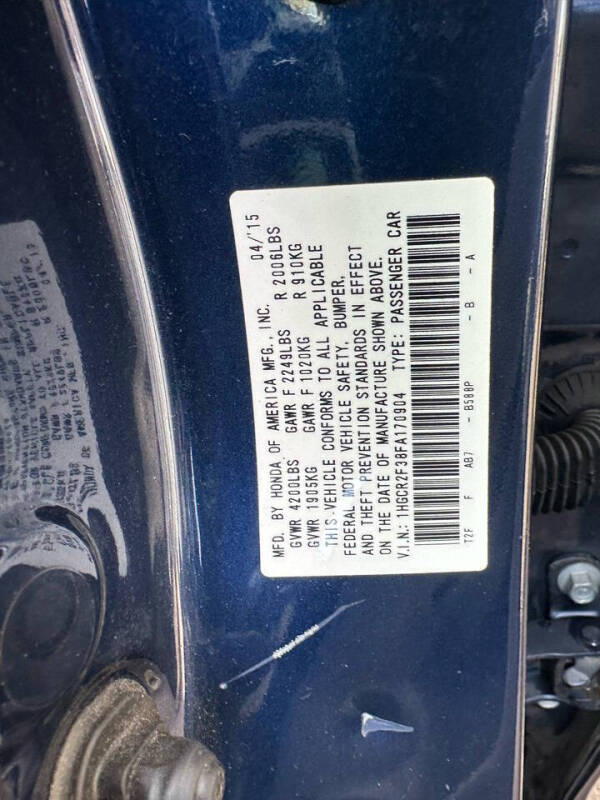 MFD. BY HONDA OF AMERICA MFG., INC. 04/'15
GVWR 4200LBS GAWR F 2249LBS R 2006LBS
GVWR 1905KG GAWR F 1020KG R 910KG
THIS VEHICLE CONFORMS TO ALL APPLICABLE
FEDERAL MOTOR VEHICLE SAFETY, BUMPER,
AND THEFT PREVENTION STANDARDS IN EFFECT
ON THE DATE OF MANUFACTURE SHOWN ABOVE.
V.I.N.: 1HGCR2F38FA170904 TYPE: PASSENGER CAR
T2F F AB7 - B588P - B - A